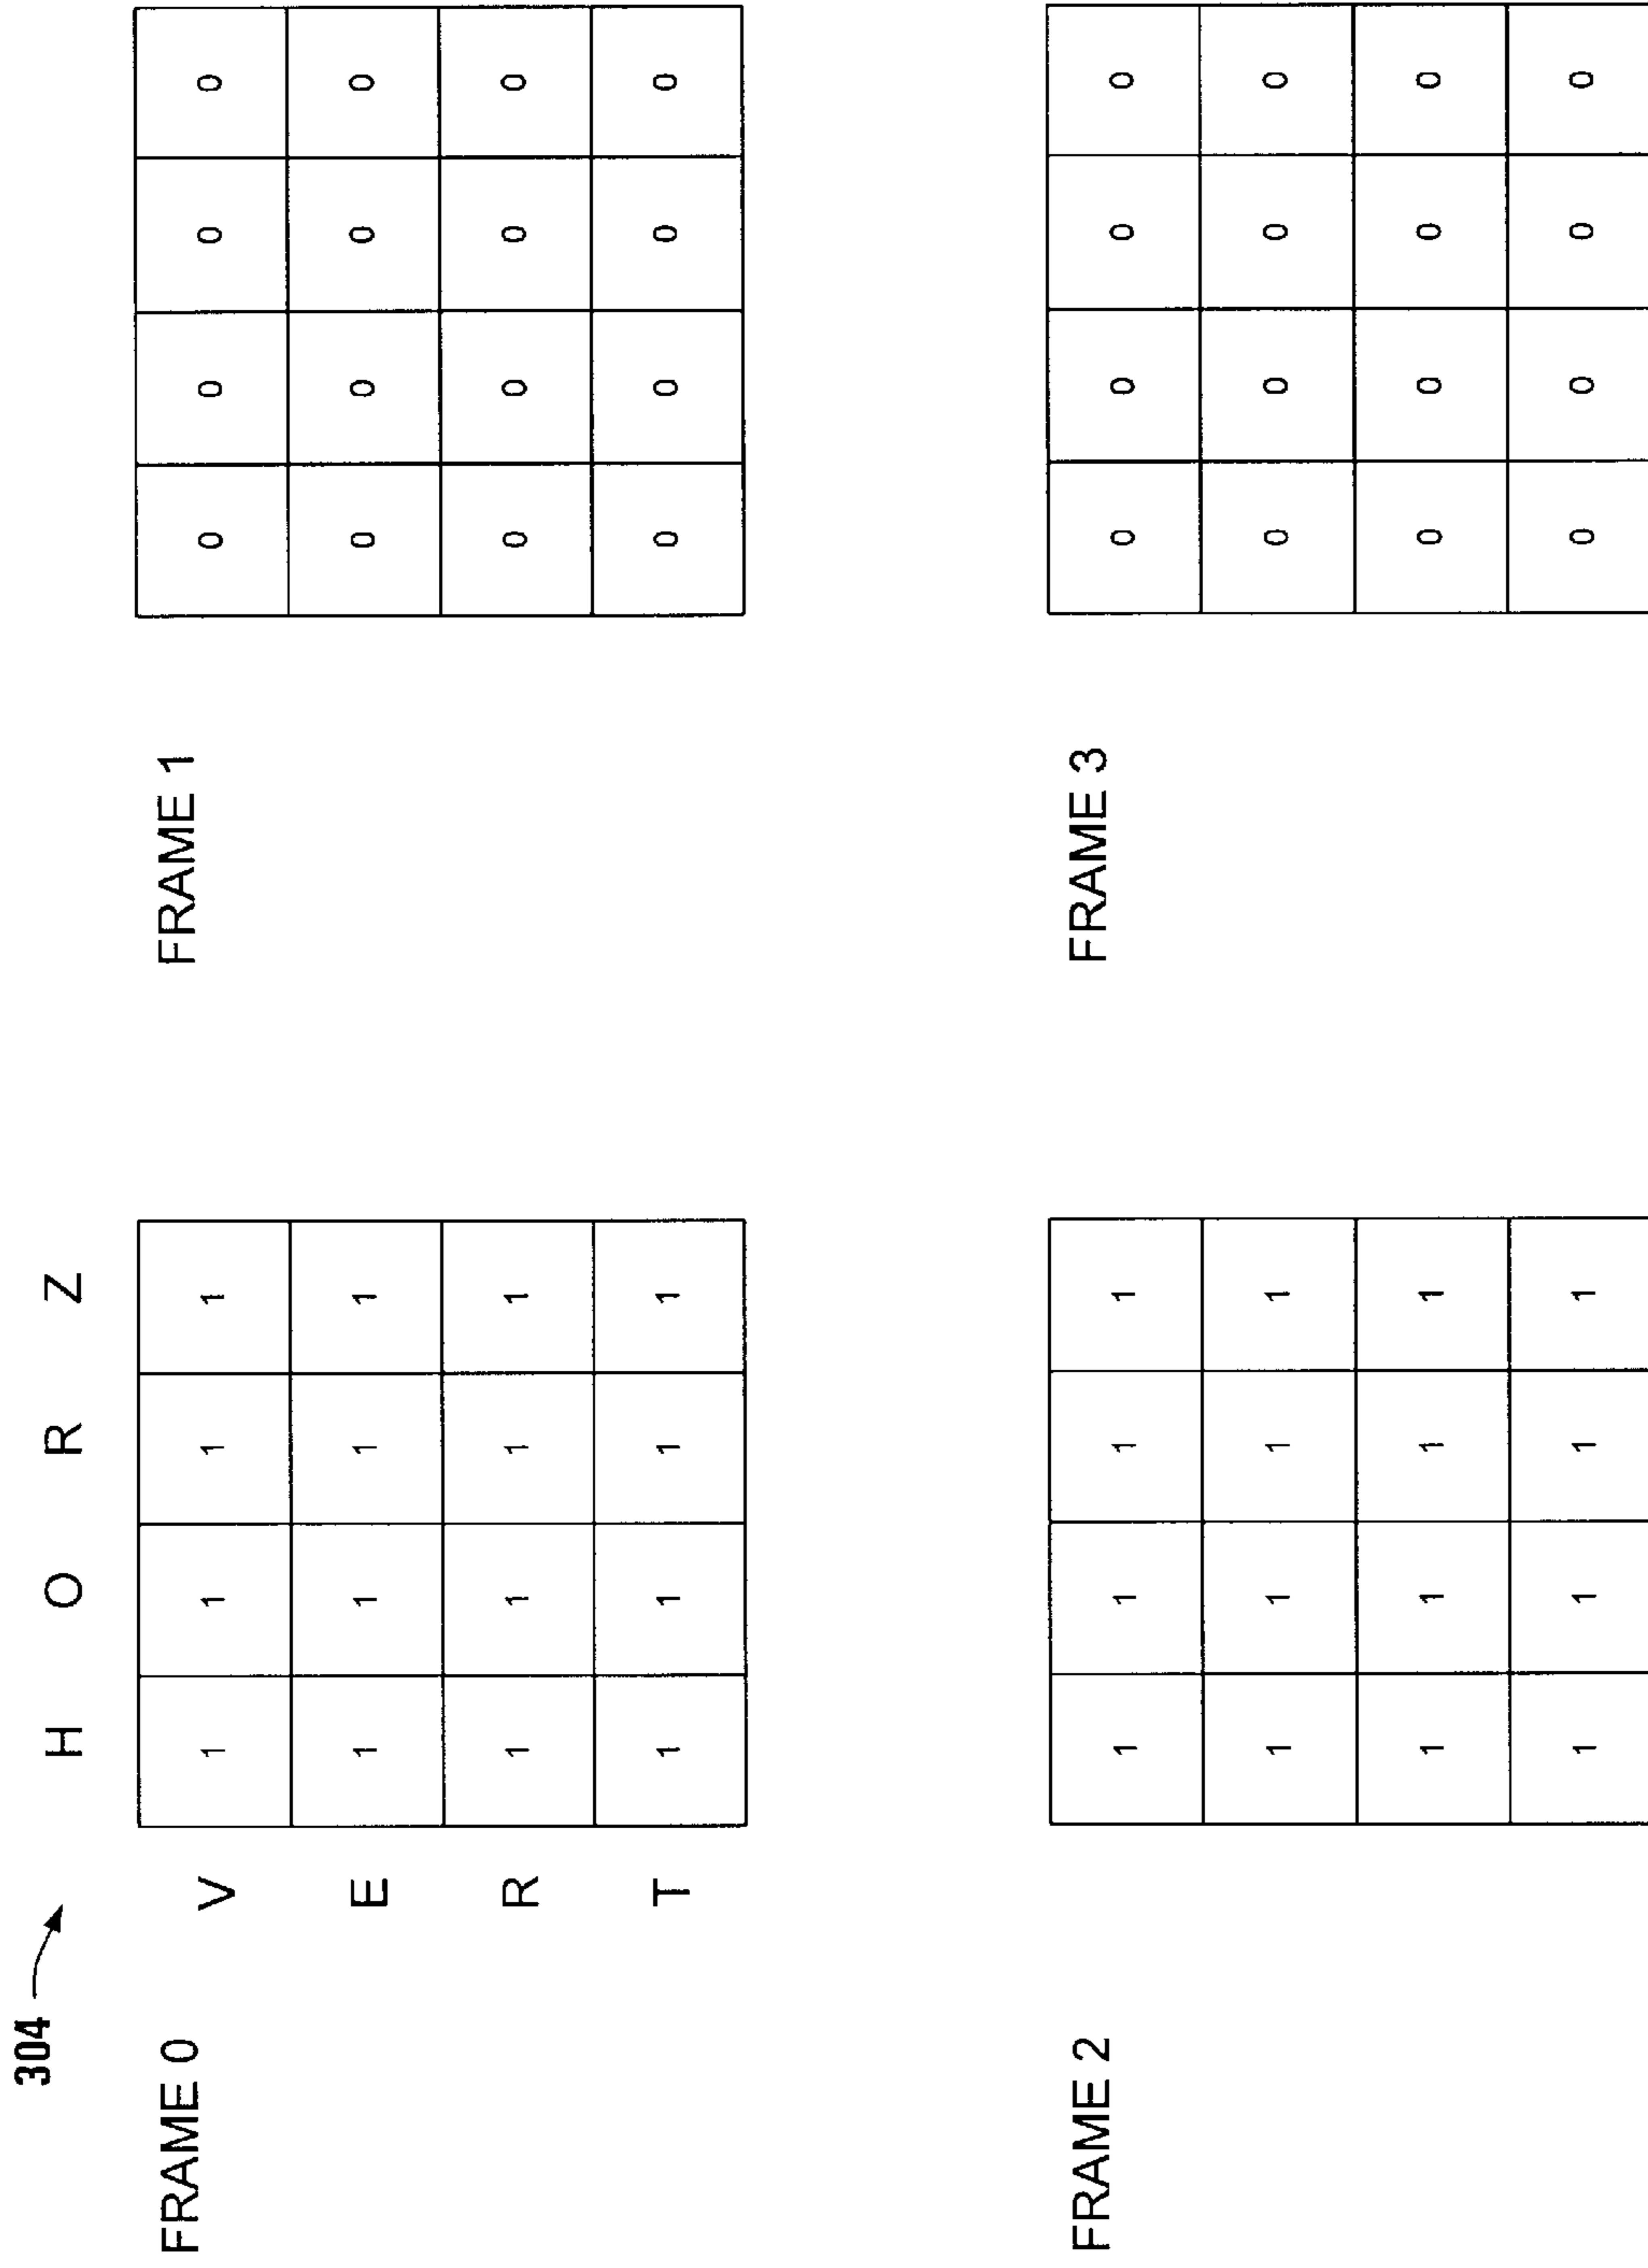 304
H O R Z
FRAME 0
V 1 1 1 1
E 1 1 1 1
R 1 1 1 1
T 1 1 1 1
FRAME 1
0 0 0 0
0 0 0 0
0 0 0 0
0 0 0 0
FRAME 2
1 1 1 1
1 1 1 1
1 1 1 1
1 1 1 1
FRAME 3
0 0 0 0
0 0 0 0
0 0 0 0
0 0 0 0